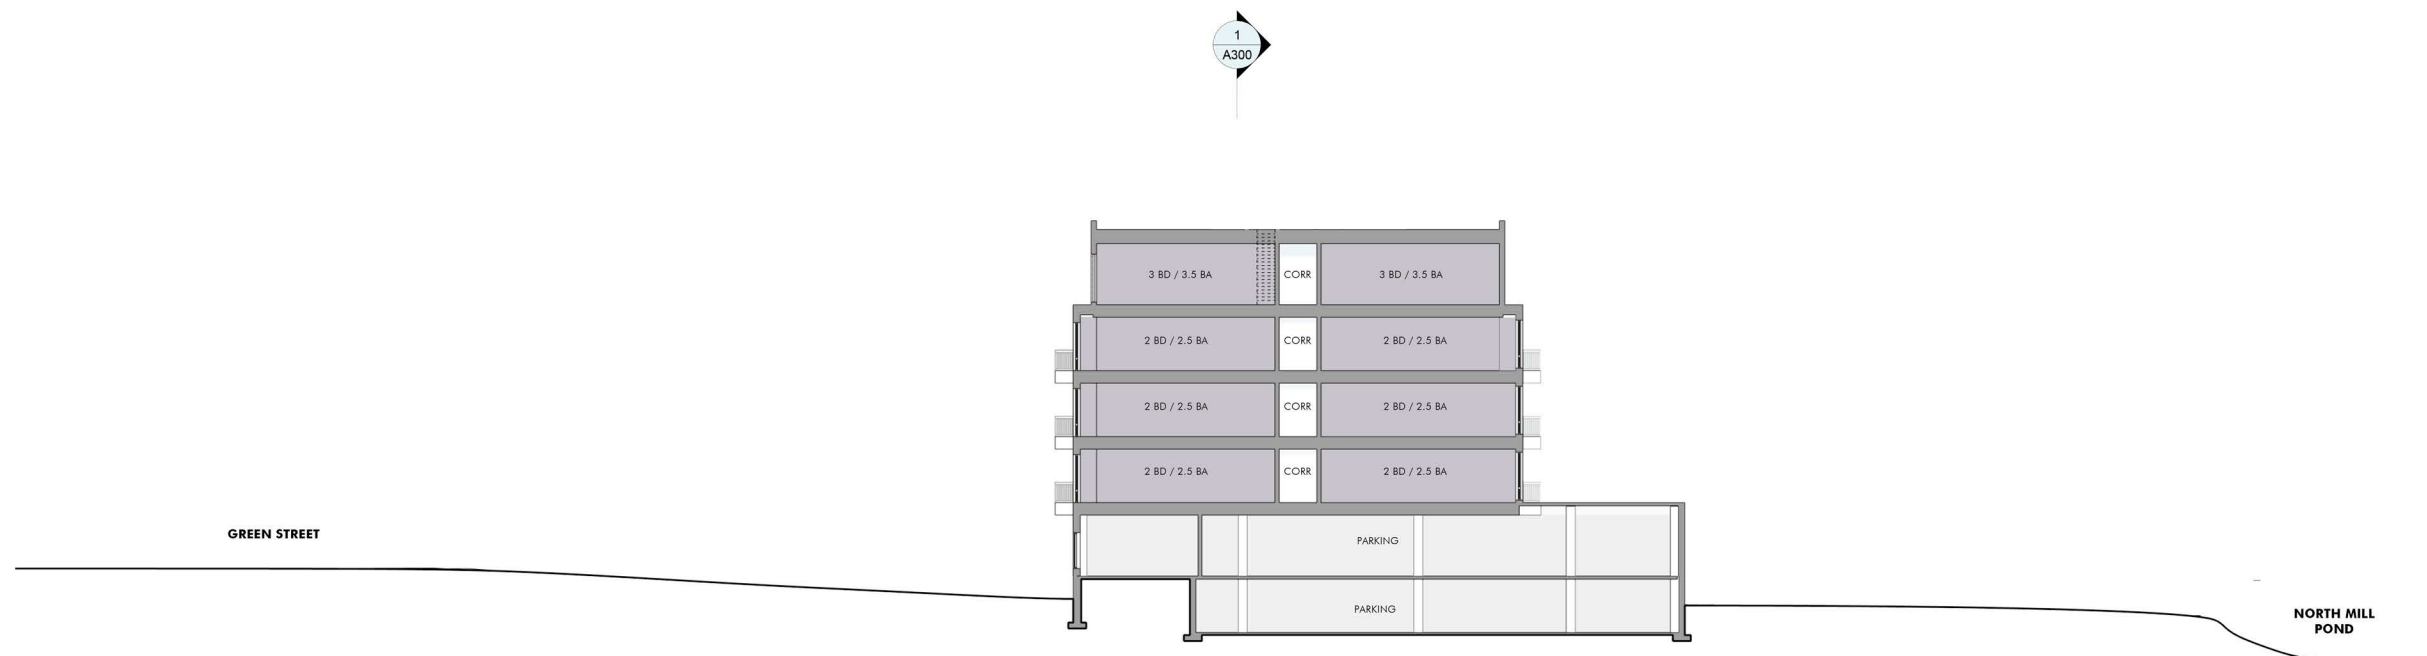 1
A300
3 BD / 3.5 BA
CORR
3 BD / 3.5 BA
2 BD / 2.5 BA
CORR
2 BD / 2.5 BA
2 BD / 2.5 BA
CORR
2 BD / 2.5 BA
2 BD / 2.5 BA
CORR
2 BD / 2.5 BA
GREEN STREET
PARKING
PARKING
NORTH MILL
POND